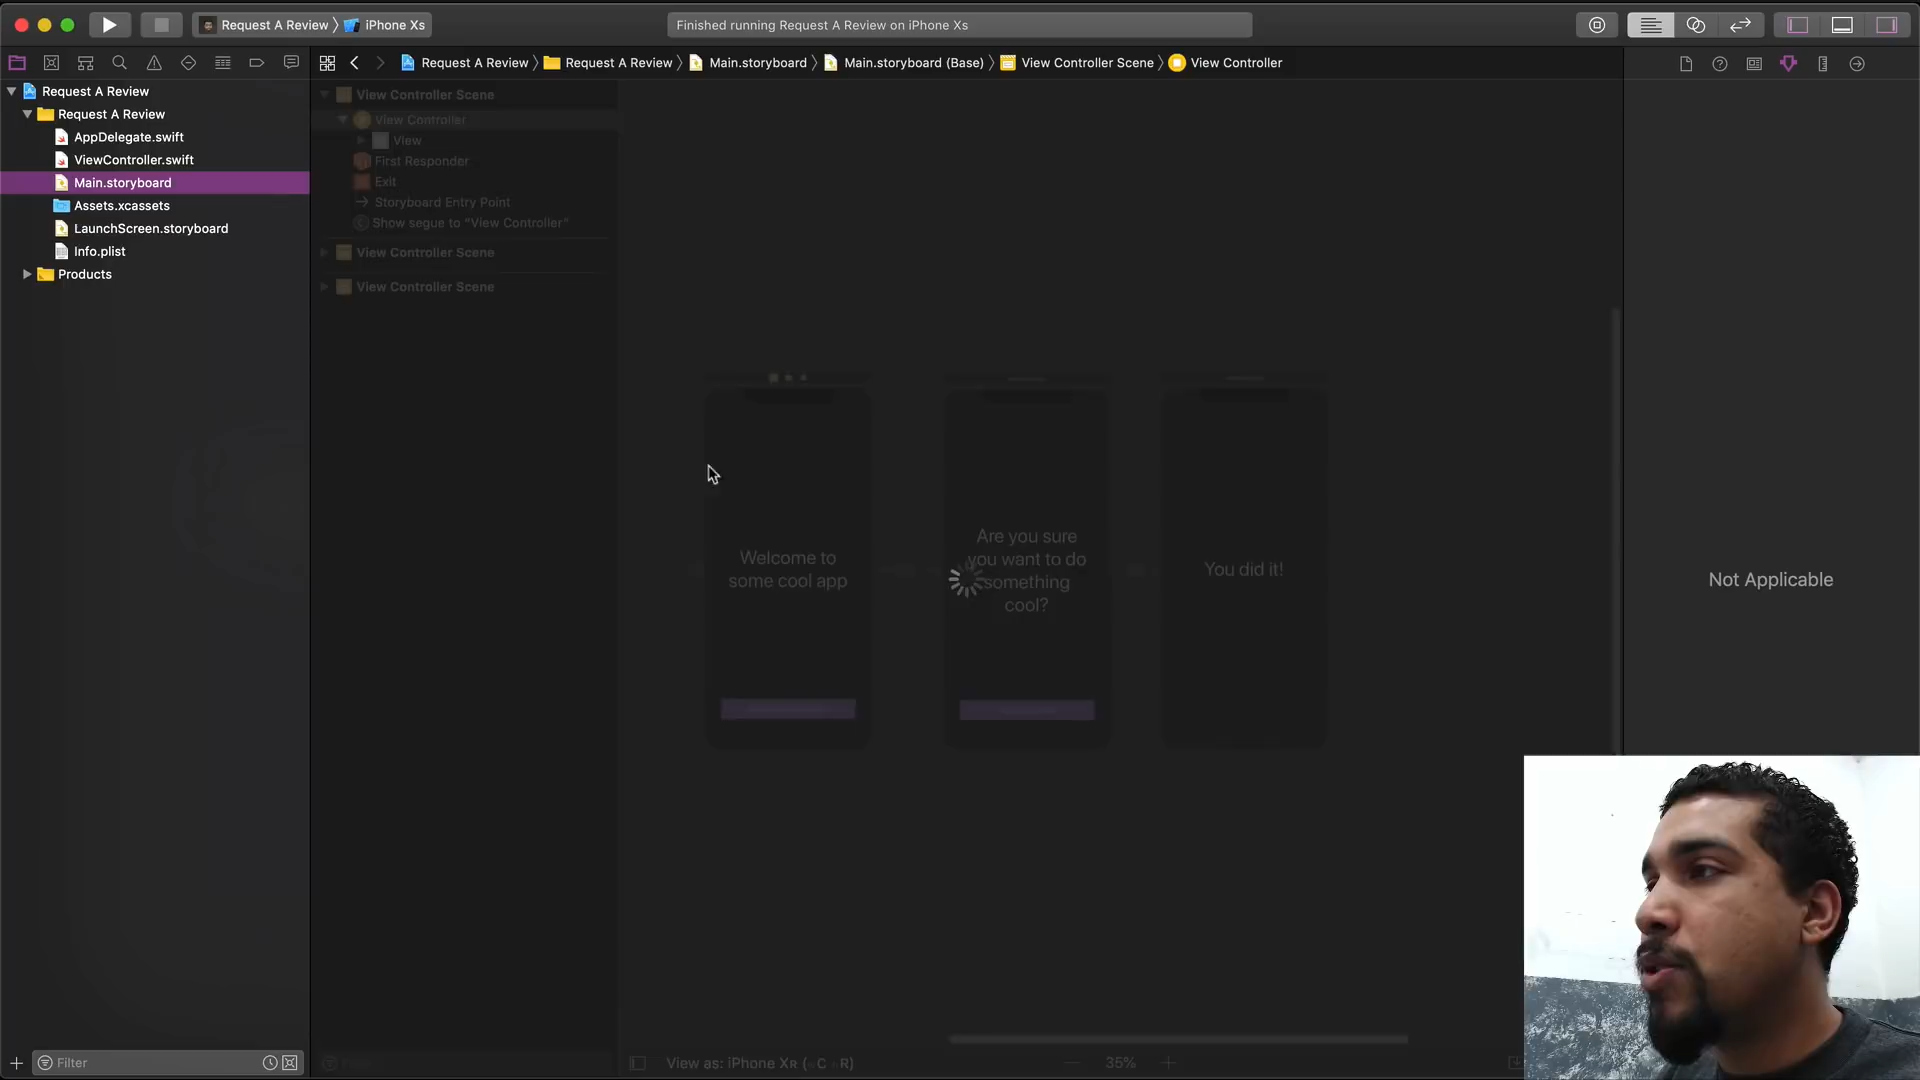 Request A Review
iPhone Xs
Finished running Request A Review on iPhone Xs
Request A Review
Request A Review
Main.storyboard
Main.storyboard (Base)
View Controller Scene
View Controller
Request A Review
Request A Review
AppDelegate.swift
ViewController.swift
Main.storyboard
Assets.xcassets
LaunchScreen.storyboard
Info.plist
Products
View Controller Scene
View Controller
View
First Responder
Exit
Storyboard Entry Point
Show segue to “View Controller”
View Controller Scene
View Controller Scene
Welcome to
some cool app
Are you sure
you want to do
something
cool?
You did it!
Not Applicable
Filter
View as: iPhone XR (
C
R)
35%